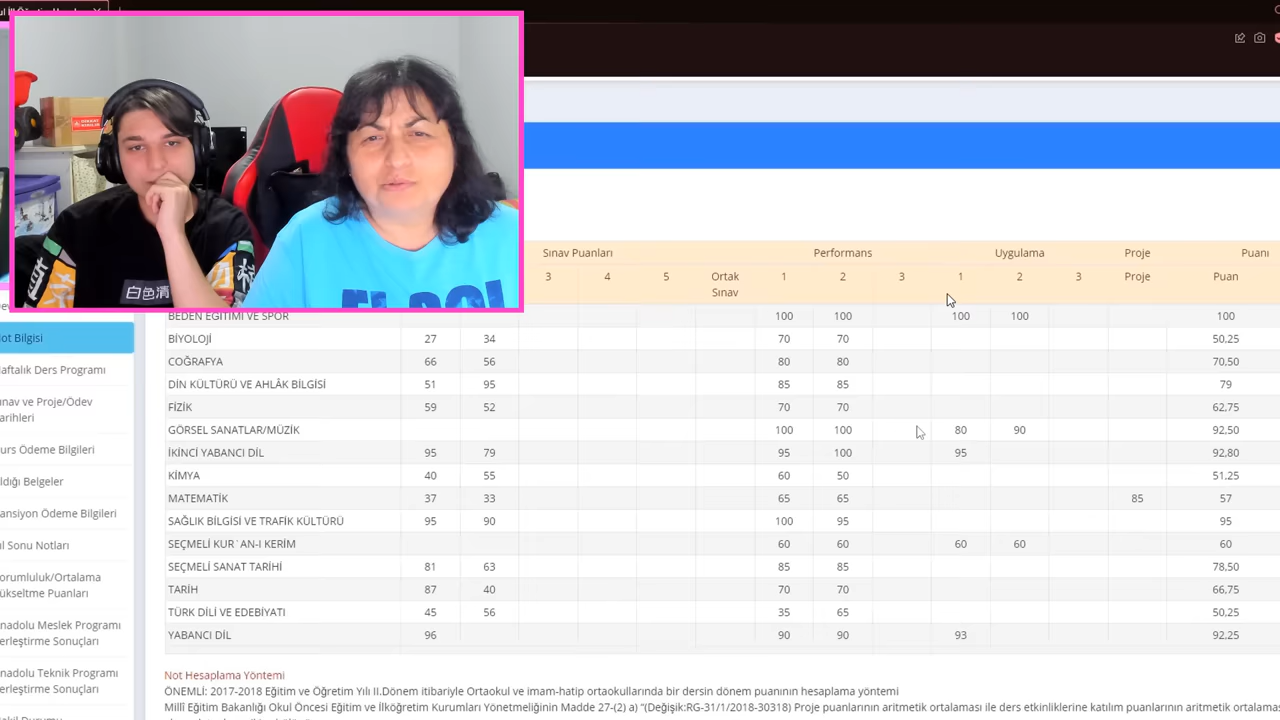 白色清
Sınav Puanları Performans Uygulama Proje Puanı
3 4 5 Ortak Sınav 1 2 3 1 2 3 Proje Puan
BEDEN EĞİTİMİ VE SPOR 100 100 100 100 100
BİYOLOJİ 27 34 70 70 50,25
COĞRAFYA 66 56 80 80 70,50
DİN KÜLTÜRÜ VE AHLÂK BİLGİSİ 51 95 85 85 79
FİZİK 59 52 70 70 62,75
GÖRSEL SANATLAR/MÜZİK 100 100 80 90 92,50
İKİNCİ YABANCI DİL 95 79 95 100 95 92,80
KİMYA 40 55 60 50 51,25
MATEMATİK 37 33 65 65 85 57
SAĞLIK BİLGİSİ VE TRAFİK KÜLTÜRÜ 95 90 100 95 95
SEÇMELİ KUR`AN-I KERİM 60 60 60 60 60
SEÇMELİ SANAT TARİHİ 81 63 85 85 78,50
TARİH 87 40 70 70 66,75
TÜRK DİLİ VE EDEBİYATI 45 56 35 65 50,25
YABANCI DİL 96 90 90 93 92,25
ot Bilgisi
aftalık Ders Programı
ınav ve Proje/Ödev
arihleri
urs Ödeme Bilgileri
ldığı Belgeler
ansiyon Ödeme Bilgileri
ıl Sonu Notları
orumluluk/Ortalama
ükseltme Puanları
nadolu Meslek Programı
erleştirme Sonuçları
nadolu Teknik Programı
erleştirme Sonuçları
Not Hesaplama Yöntemi
ÖNEMLİ: 2017-2018 Eğitim ve Öğretim Yılı II.Dönem itibariyle Ortaokul ve imam-hatip ortaokullarında bir dersin dönem puanının hesaplama yöntemi
Millî Eğitim Bakanlığı Okul Öncesi Eğitim ve İlköğretim Kurumları Yönetmeliğinin Madde 27-(2) a) "(Değişik:RG-31/1/2018-30318) Proje puanlarının aritmetik ortalaması ile ders etkinliklerine katılım puanlarının aritmetik ortalamas